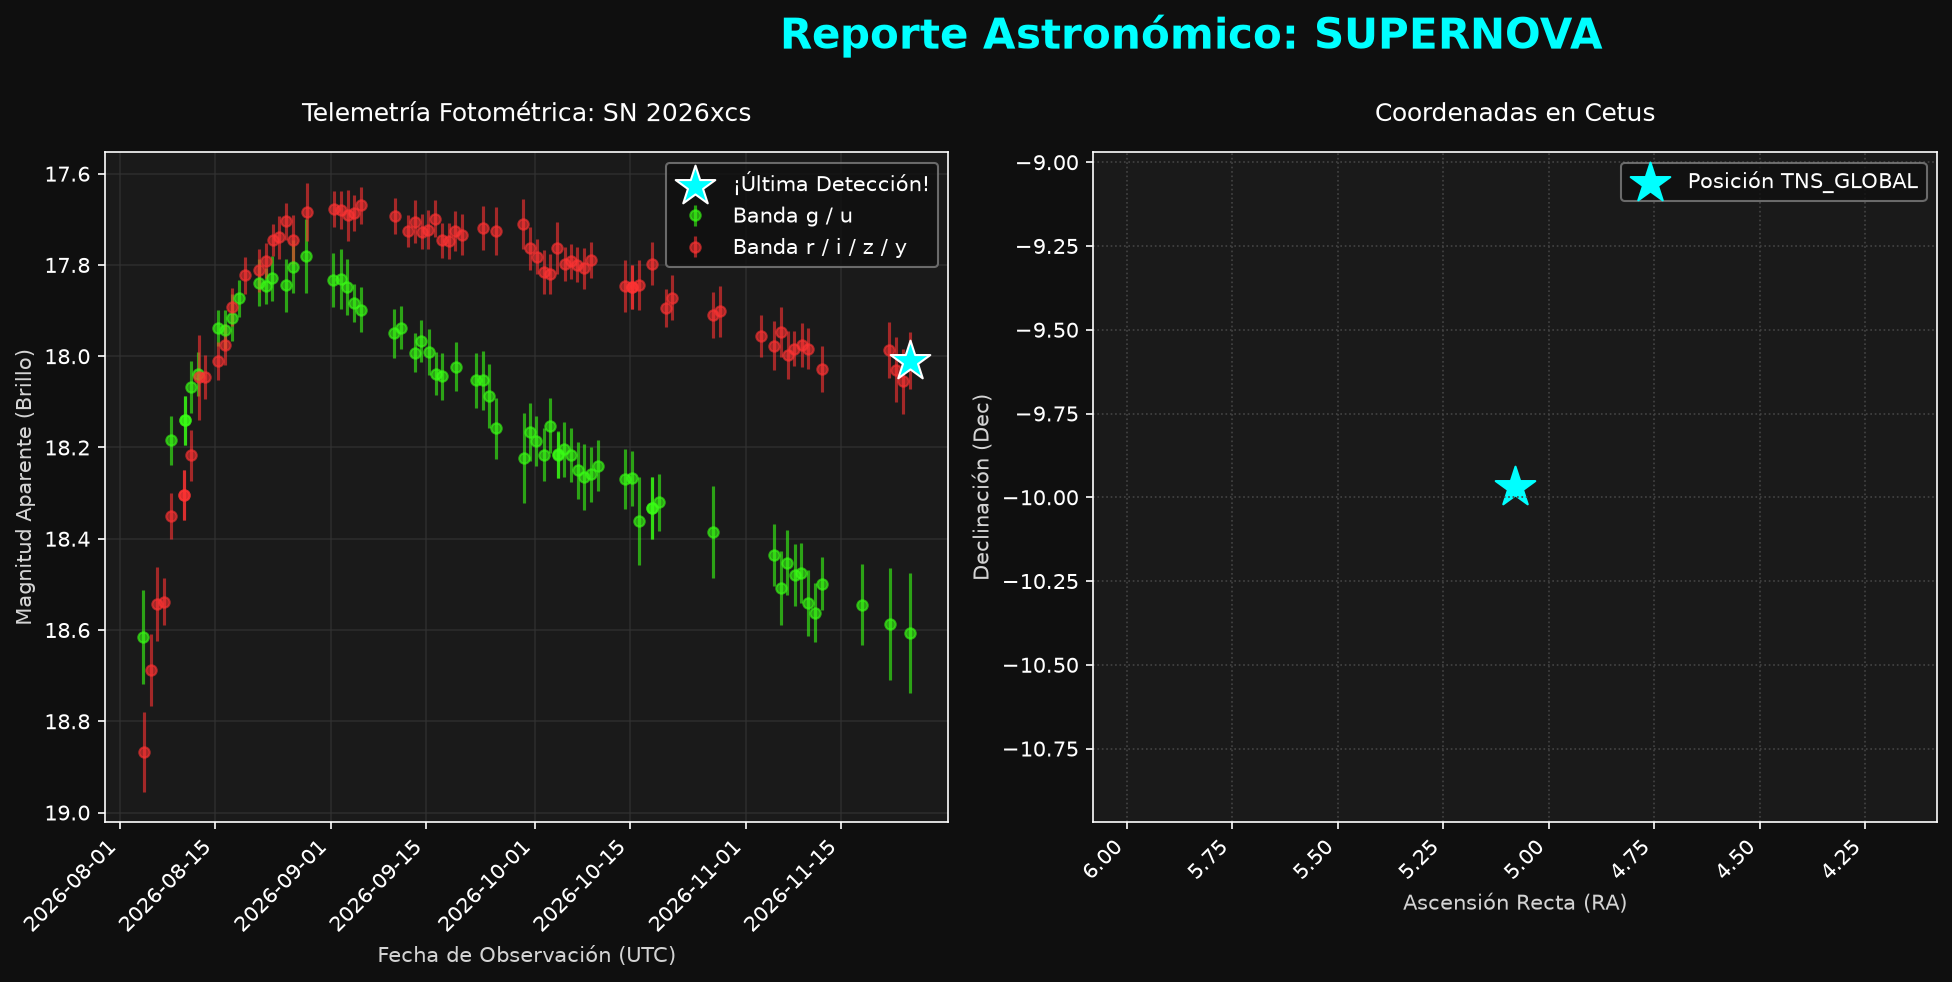 Reporte Astronómico: SUPERNOVA
Telemetría Fotométrica: SN 2026xcs
¡Última Detección!
Banda g / u
Banda r / i / z / y
Magnitud Aparente (Brillo)
17.6
17.8
18.0
18.2
18.4
18.6
18.8
19.0
2026-08-01
2026-08-15
2026-09-01
2026-09-15
2026-10-01
2026-10-15
2026-11-01
2026-11-15
Fecha de Observación (UTC)
Coordenadas en Cetus
Posición TNS_GLOBAL
Declinación (Dec)
−9.00
−9.25
−9.50
−9.75
−10.00
−10.25
−10.50
−10.75
6.00
5.75
5.50
5.25
5.00
4.75
4.50
4.25
Ascensión Recta (RA)